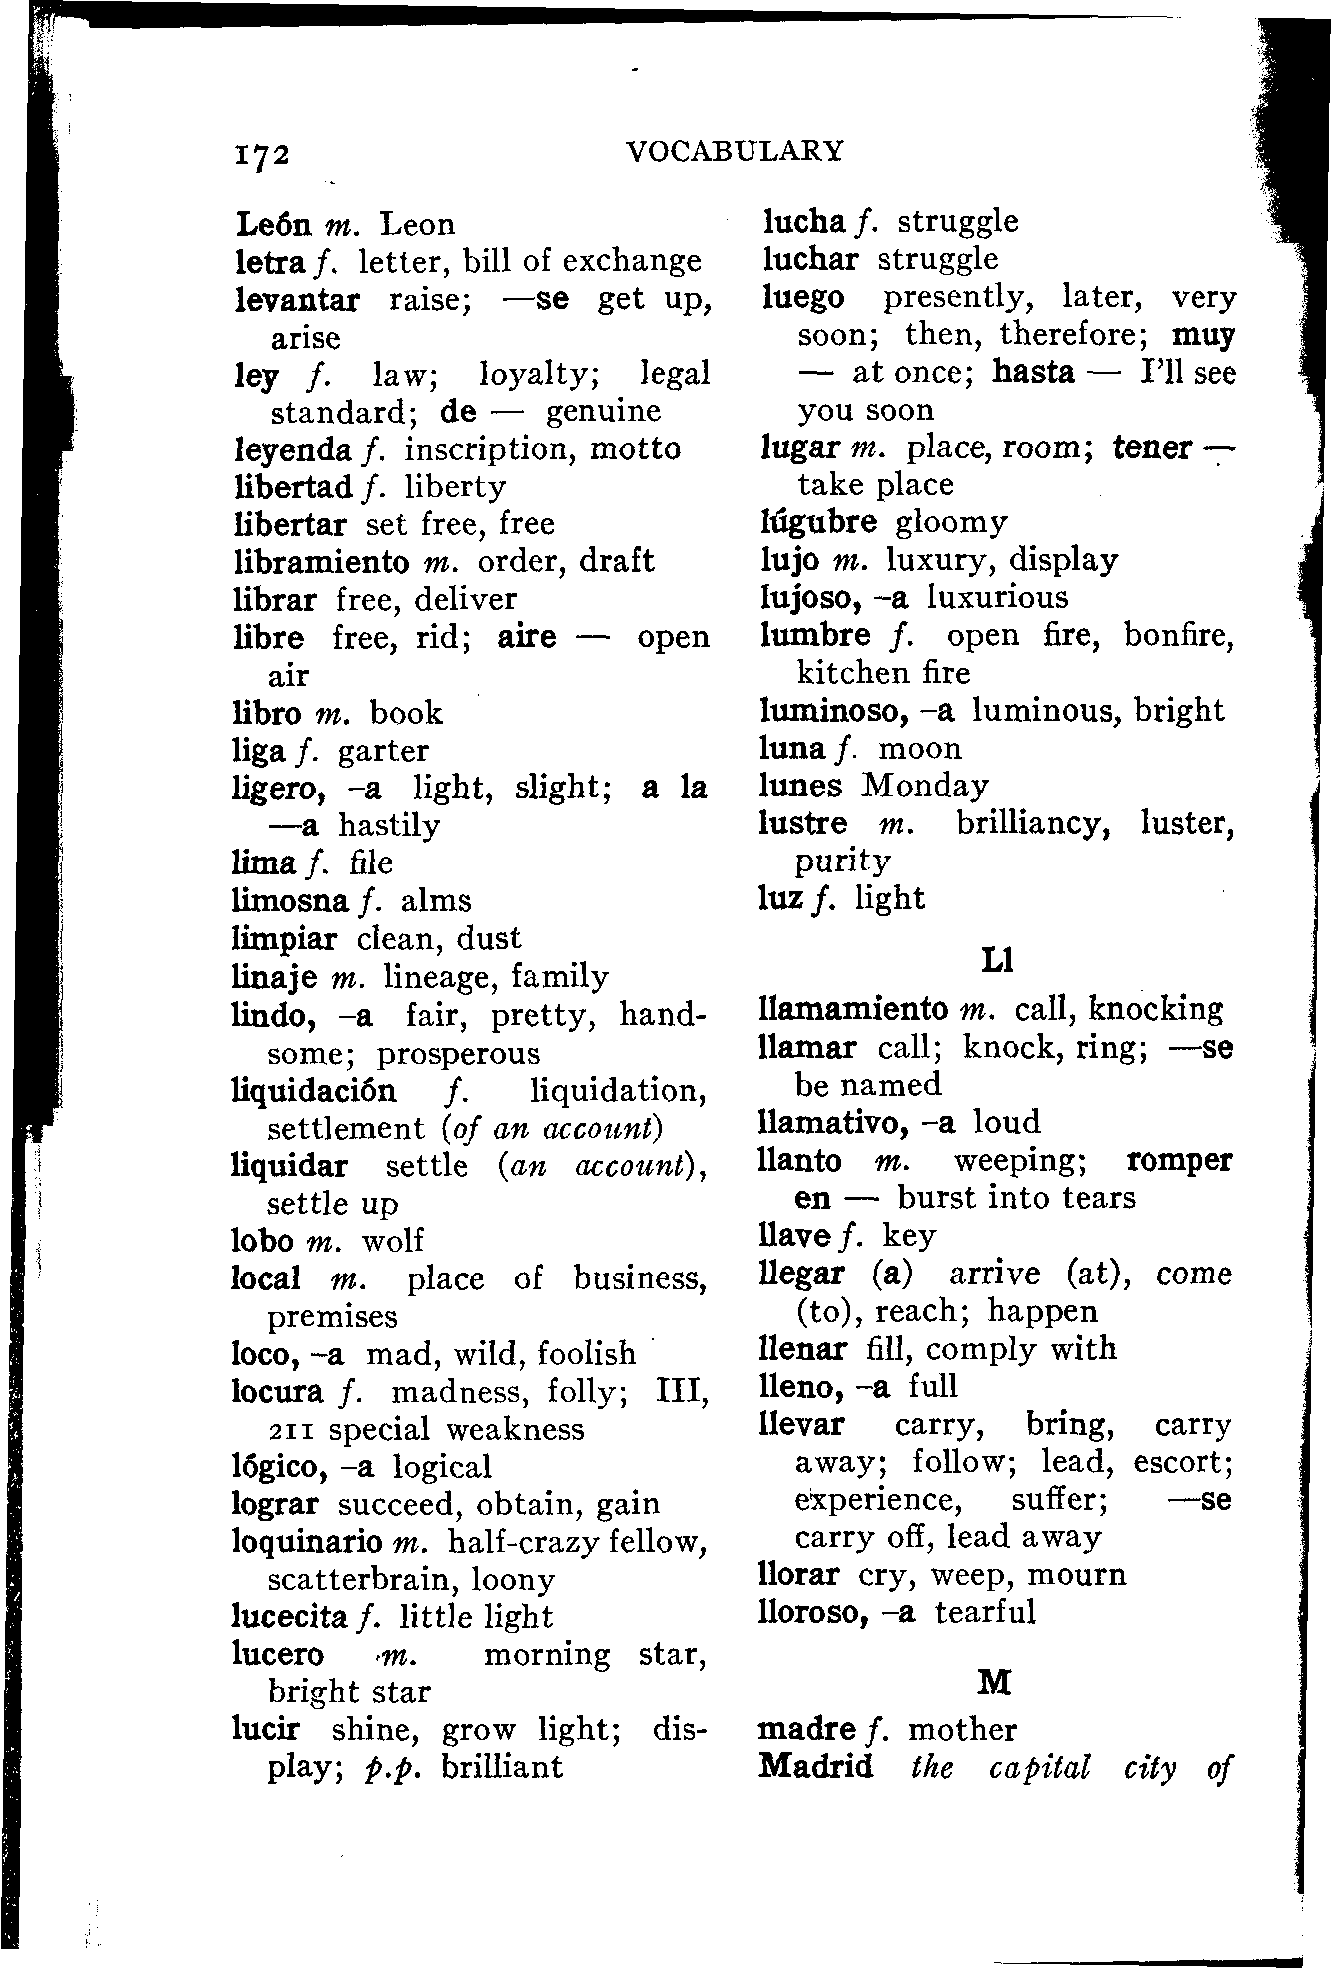 172 VOCABULARY
León m. Leon
letra f. letter, bill of exchange
levantar raise; —se get up,
arise
ley f. law; loyalty; legal
standard; de — genuine
leyenda f. inscription, motto
libertad f. liberty
libertar set free, free
libramiento m. order, draft
librar free, deliver
libre free, rid; aire — open
air
libro m. book
liga f. garter
ligero, –a light, slight; a la
—a hastily
lima f. file
limosna f. alms
limpiar clean, dust
linaje m. lineage, family
lindo, –a fair, pretty, hand-
some; prosperous
liquidación f. liquidation,
settlement (of an account)
liquidar settle (an account),
settle up
lobo m. wolf
local m. place of business,
premises
loco, –a mad, wild, foolish
locura f. madness, folly; III,
211 special weakness
lógico, –a logical
lograr succeed, obtain, gain
loquinario m. half-crazy fellow,
scatterbrain, loony
lucecita f. little light
lucero m. morning star,
bright star
lucir shine, grow light; dis-
play; p.p. brilliant
lucha f. struggle
luchar struggle
luego presently, later, very
soon; then, therefore; muy
— at once; hasta — I'll see
you soon
lugar m. place, room; tener —
take place
lúgubre gloomy
lujo m. luxury, display
lujoso, –a luxurious
lumbre f. open fire, bonfire,
kitchen fire
luminoso, –a luminous, bright
luna f. moon
lunes Monday
lustre m. brilliancy, luster,
purity
luz f. light
Ll
llamamiento m. call, knocking
llamar call; knock, ring; —se
be named
llamativo, –a loud
llanto m. weeping; romper
en — burst into tears
llave f. key
llegar (a) arrive (at), come
(to), reach; happen
llenar fill, comply with
lleno, –a full
llevar carry, bring, carry
away; follow; lead, escort;
experience, suffer; —se
carry off, lead away
llorar cry, weep, mourn
lloroso, –a tearful
M
madre f. mother
Madrid the capital city of